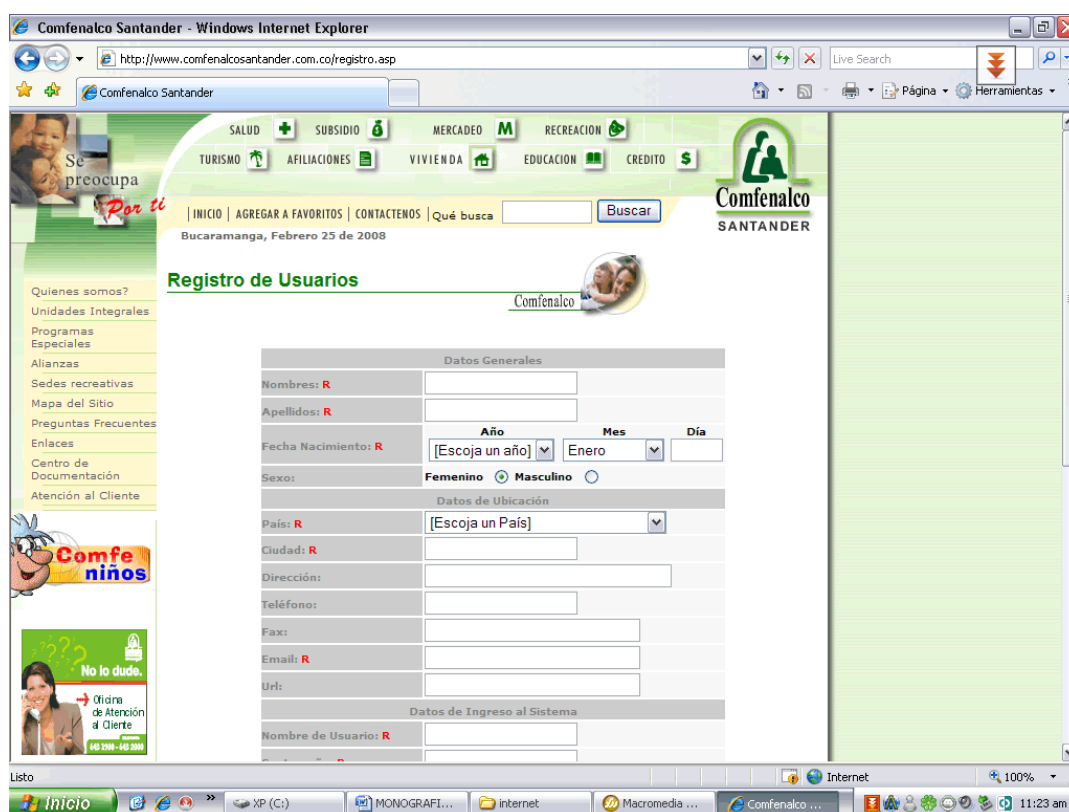 Comfenalco Santander - Windows Internet Explorer
http://www.comfenalcosantander.com.co/registro.asp
Live Search
Comfenalco Santander
Página
Herramientas
Se preocupa
Por ti
SALUD SUBSIDIO MERCADEO M RECREACION
TURISMO AFILIACIONES VIVIENDA EDUCACION CREDITO $
Comfenalco
SANTANDER
| INICIO | AGREGAR A FAVORITOS | CONTACTENOS | Qué busca Buscar
Bucaramanga, Febrero 25 de 2008
Registro de Usuarios
Comfenalco
Quienes somos?
Unidades Integrales
Programas
Especiales
Alianzas
Sedes recreativas
Mapa del Sitio
Preguntas Frecuentes
Enlaces
Centro de
Documentación
Atención al Cliente
Comfe
niños
???
No lo dude.
Oficina
de Atención
al Cliente
Datos Generales
Nombres: R
Apellidos: R
Año Mes Día
Fecha Nacimiento: R [Escoja un año] Enero
Sexo: Femenino Masculino
Datos de Ubicación
País: R [Escoja un País]
Ciudad: R
Dirección:
Teléfono:
Fax:
Email: R
Url:
Datos de Ingreso al Sistema
Nombre de Usuario: R
Listo Internet 100%
Inicio XP (C:) MONOGRAFI... internet Macromedia ... Comfenalco ... 11:23 am